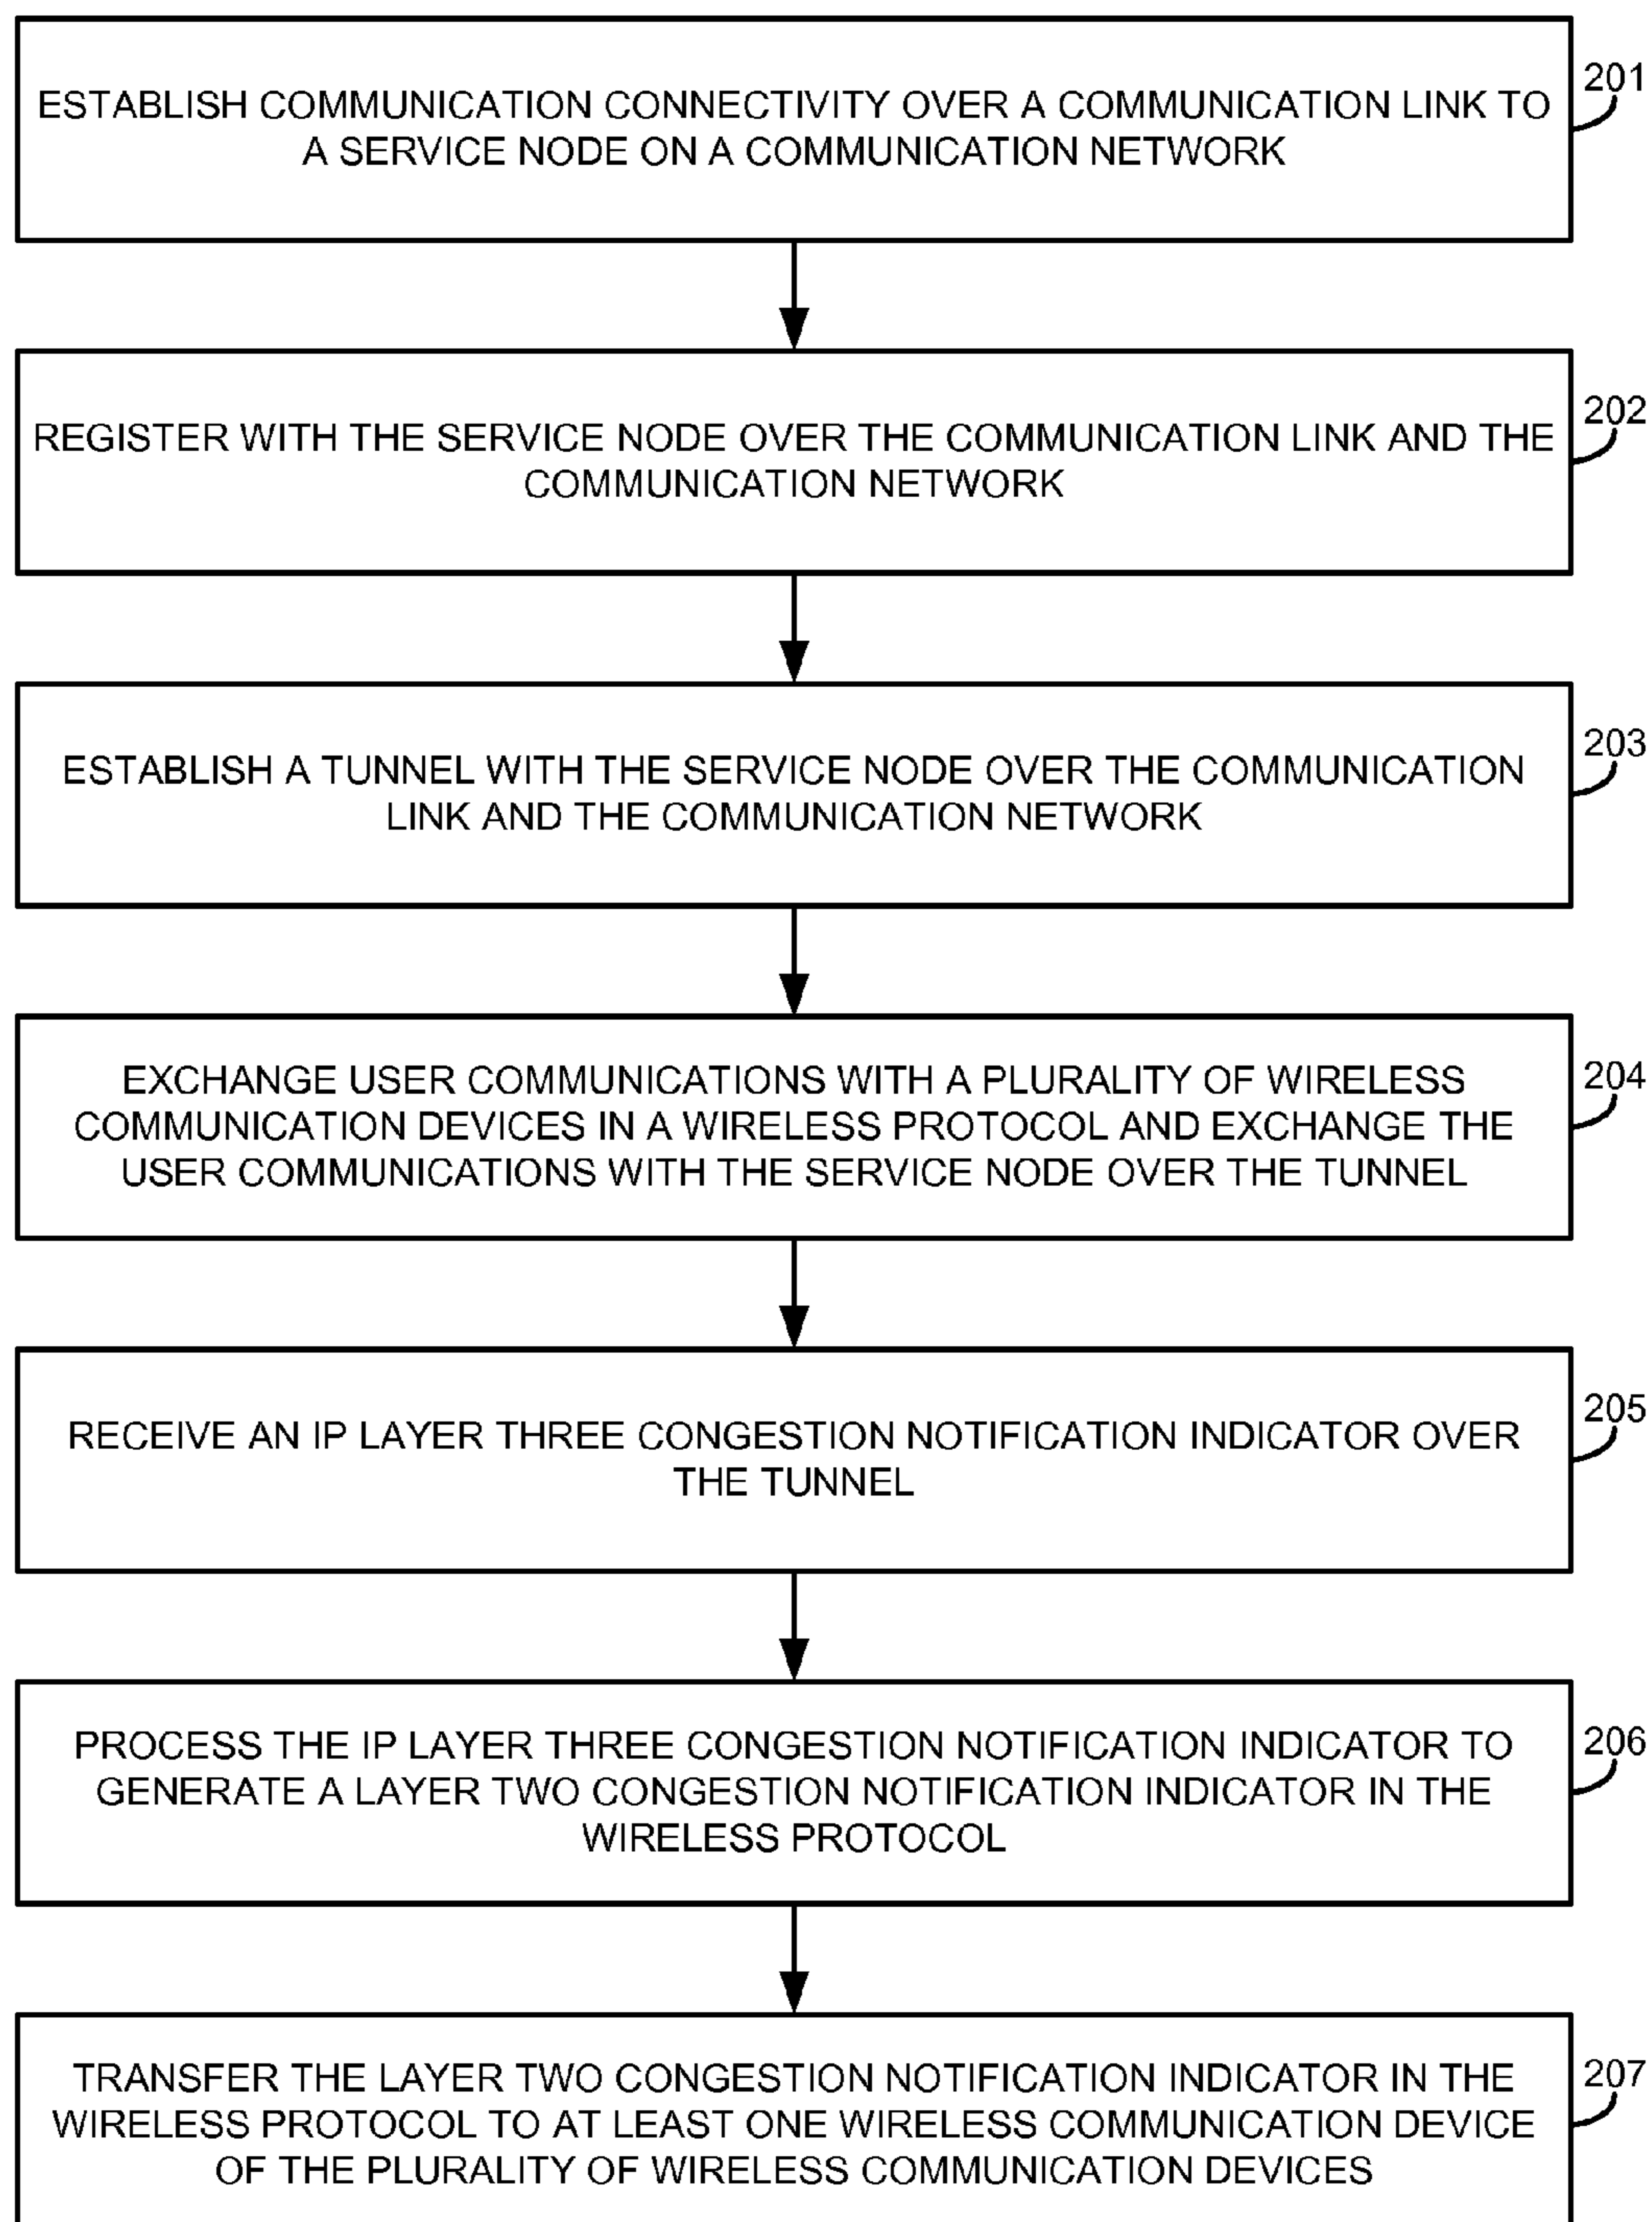 201
ESTABLISH COMMUNICATION CONNECTIVITY OVER A COMMUNICATION LINK TO
A SERVICE NODE ON A COMMUNICATION NETWORK
202
REGISTER WITH THE SERVICE NODE OVER THE COMMUNICATION LINK AND THE
COMMUNICATION NETWORK
203
ESTABLISH A TUNNEL WITH THE SERVICE NODE OVER THE COMMUNICATION
LINK AND THE COMMUNICATION NETWORK
204
EXCHANGE USER COMMUNICATIONS WITH A PLURALITY OF WIRELESS
COMMUNICATION DEVICES IN A WIRELESS PROTOCOL AND EXCHANGE THE
USER COMMUNICATIONS WITH THE SERVICE NODE OVER THE TUNNEL
205
RECEIVE AN IP LAYER THREE CONGESTION NOTIFICATION INDICATOR OVER
THE TUNNEL
206
PROCESS THE IP LAYER THREE CONGESTION NOTIFICATION INDICATOR TO
GENERATE A LAYER TWO CONGESTION NOTIFICATION INDICATOR IN THE
WIRELESS PROTOCOL
207
TRANSFER THE LAYER TWO CONGESTION NOTIFICATION INDICATOR IN THE
WIRELESS PROTOCOL TO AT LEAST ONE WIRELESS COMMUNICATION DEVICE
OF THE PLURALITY OF WIRELESS COMMUNICATION DEVICES